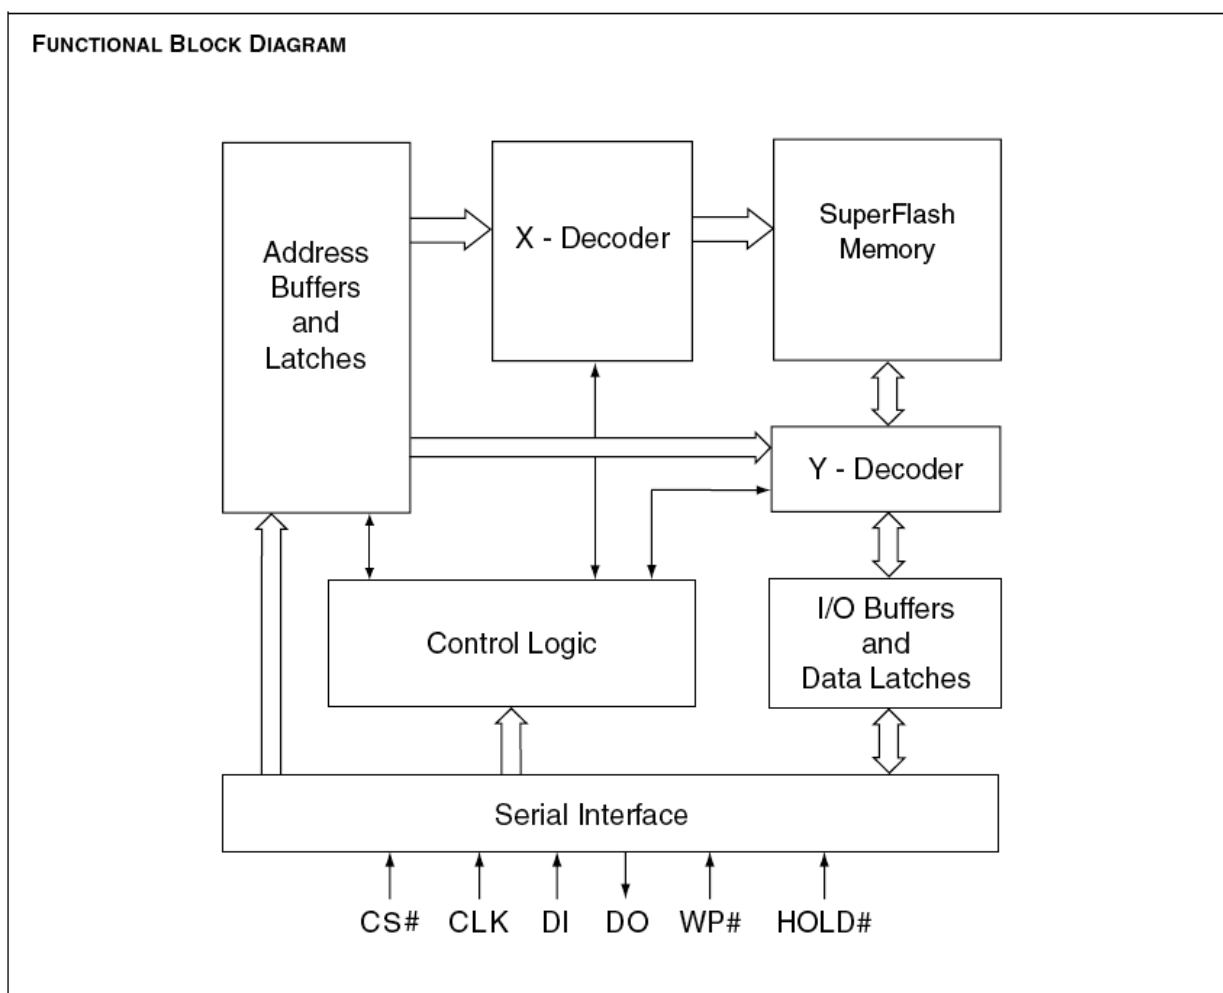 FUNCTIONAL BLOCK DIAGRAM
Address
Buffers
and
Latches
X - Decoder
SuperFlash
Memory
Y - Decoder
Control Logic
I/O Buffers
and
Data Latches
Serial Interface
CS# CLK DI DO WP# HOLD#